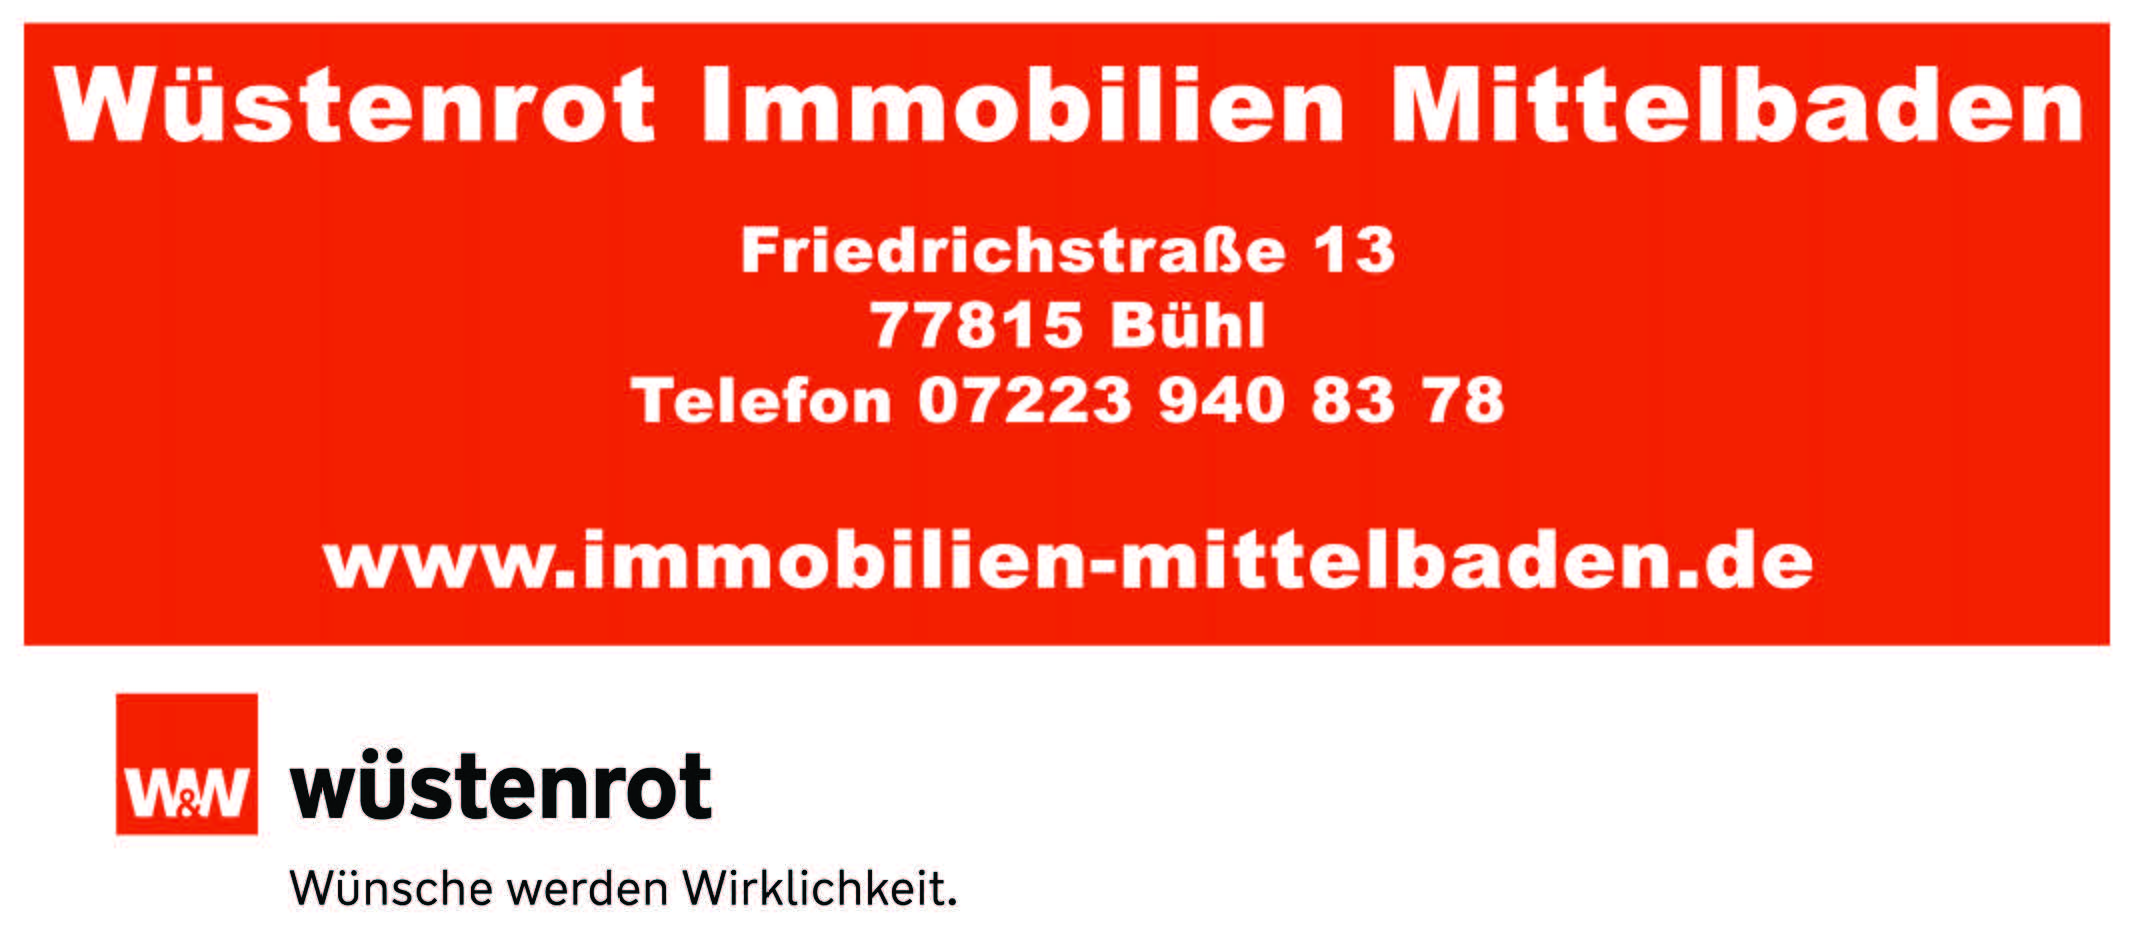 Wüstenrot Immobilien Mittelbaden
Friedrichstraße 13
77815 Bühl
Telefon 07223 940 83 78
www.immobilien-mittelbaden.de
W&W wüstenrot
Wünsche werden Wirklichkeit.